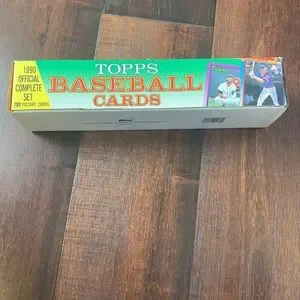 1990
OFFICIAL
COMPLETE
SET
792 PICTURE CARDS
TOPPS
BASEBALL
CARDS